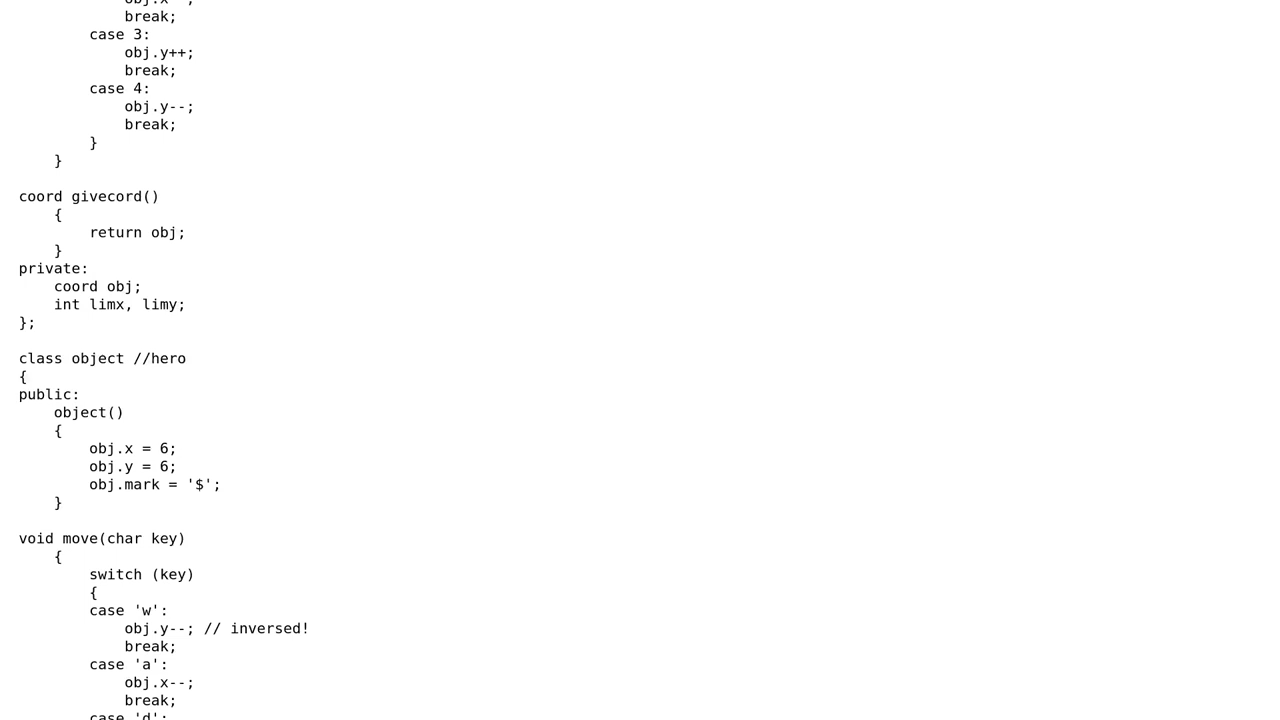 break;
        case 3:
            obj.y++;
            break;
        case 4:
            obj.y--;
            break;
        }
    }

coord givecord()
    {
        return obj;
    }
private:
    coord obj;
    int limx, limy;
};

class object //hero
{
public:
    object()
    {
        obj.x = 6;
        obj.y = 6;
        obj.mark = '$';
    }

void move(char key)
    {
        switch (key)
        {
        case 'w':
            obj.y--; // inversed!
            break;
        case 'a':
            obj.x--;
            break;
        case 'd':